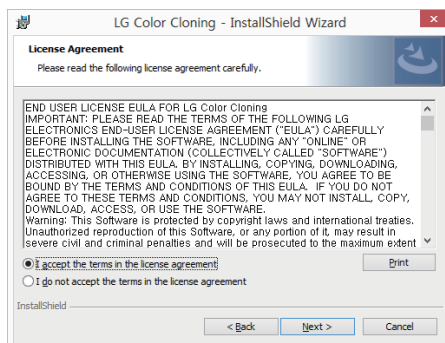 LG Color Cloning - InstallShield Wizard
License Agreement
Please read the following license agreement carefully.
END USER LICENSE EULA FOR LG Color Cloning
IMPORTANT: PLEASE READ THE TERMS OF THE FOLLOWING LG
ELECTRONICS END-USER LICENSE AGREEMENT ("EULA") CAREFULLY
BEFORE INSTALLING THE SOFTWARE, INCLUDING ANY "ONLINE" OR
ELECTRONIC DOCUMENTATION (COLLECTIVELY CALLED "SOFTWARE")
DISTRIBUTED WITH THIS EULA. BY INSTALLING, COPYING, DOWNLOADING,
ACCESSING, OR OTHERWISE USING THE SOFTWARE, YOU AGREE TO BE
BOUND BY THE TERMS AND CONDITIONS OF THIS EULA. IF YOU DO NOT
AGREE TO THESE TERMS AND CONDITIONS, YOU MAY NOT INSTALL, COPY,
DOWNLOAD, ACCESS, OR USE THE SOFTWARE.
Warning: This Software is protected by copyright laws and international treaties.
Unauthorized reproduction of this Software, or any portion of it, may result in
severe civil and criminal penalties and will be prosecuted to the maximum extent
I accept the terms in the license agreement
Print
I do not accept the terms in the license agreement
InstallShield
< Back
Next >
Cancel